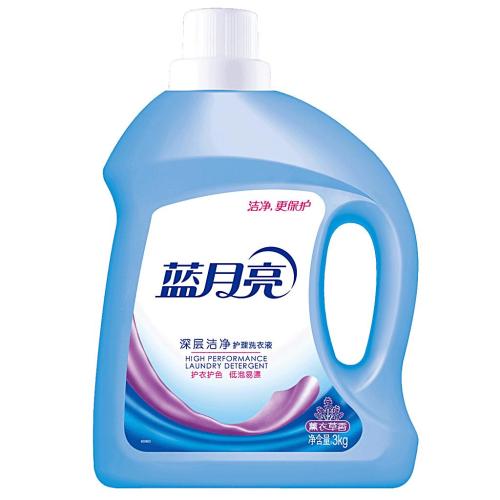 洁净,更保护
蓝月亮
深层洁净 护理洗衣液
HIGH PERFORMANCE
LAUNDRY DETERGENT
护衣护色 低泡易漂
薰衣草香
净含量:3kg